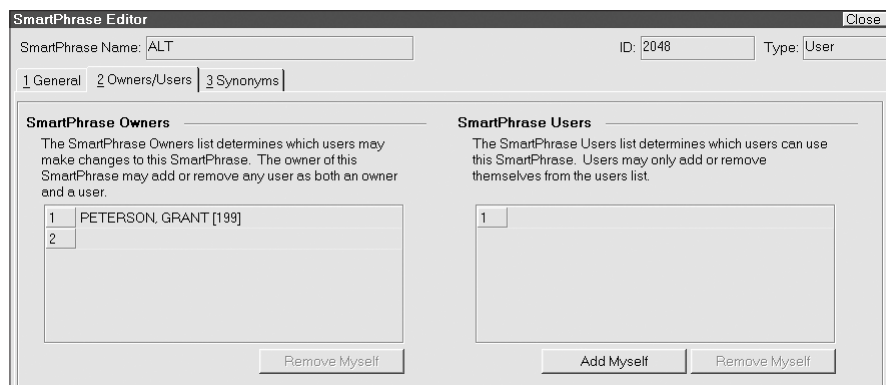 SmartPhrase Editor Close
SmartPhrase Name: ALT ID: 2048 Type: User
1 General 2 Owners/Users 3 Synonyms
SmartPhrase Owners
The SmartPhrase Owners list determines which users may
make changes to this SmartPhrase. The owner of this
SmartPhrase may add or remove any user as both an owner
and a user.
1 PETERSON, GRANT [199]
2
Remove Myself
SmartPhrase Users
The SmartPhrase Users list determines which users can use
this SmartPhrase. Users may only add or remove
themselves from the users list.
1
Add Myself Remove Myself